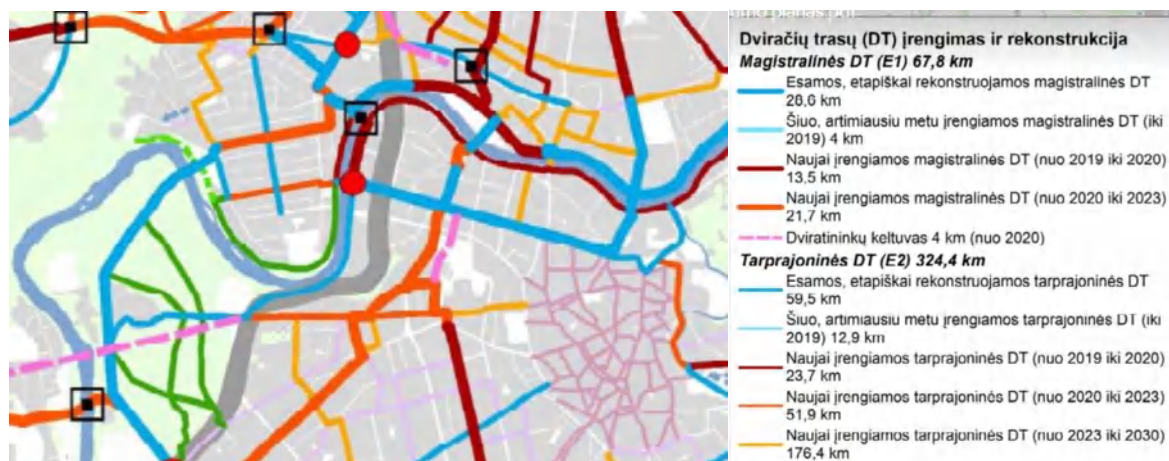 planas.pdf
Dviračių trasų (DT) įrengimas ir rekonstrukcija
Magistralinės DT (E1) 67,8 km
Esamos, etapiškai rekonstruojamos magistralinės DT
28,6 km
Šiuo, artimiausiu metu įrengiamos magistralinės DT (iki
2019) 4 km
Naujai įrengiamos magistralinės DT (nuo 2019 iki 2020)
13,5 km
Naujai įrengiamos magistralinės DT (nuo 2020 iki 2023)
21,7 km
Dviratininkų keltuvas 4 km (nuo 2020)
Tarprajoninės DT (E2) 324,4 km
Esamos, etapiškai rekonstruojamos tarprajoninės DT
59,5 km
Šiuo, artimiausiu metu įrengiamos tarprajoninės DT (iki
2019) 12,9 km
Naujai įrengiamos tarprajoninės DT (nuo 2019 iki 2020)
23,7 km
Naujai įrengiamos tarprajoninės DT (nuo 2020 iki 2023)
51,9 km
Naujai įrengiamos tarprajoninės DT (nuo 2023 iki 2030)
176,4 km